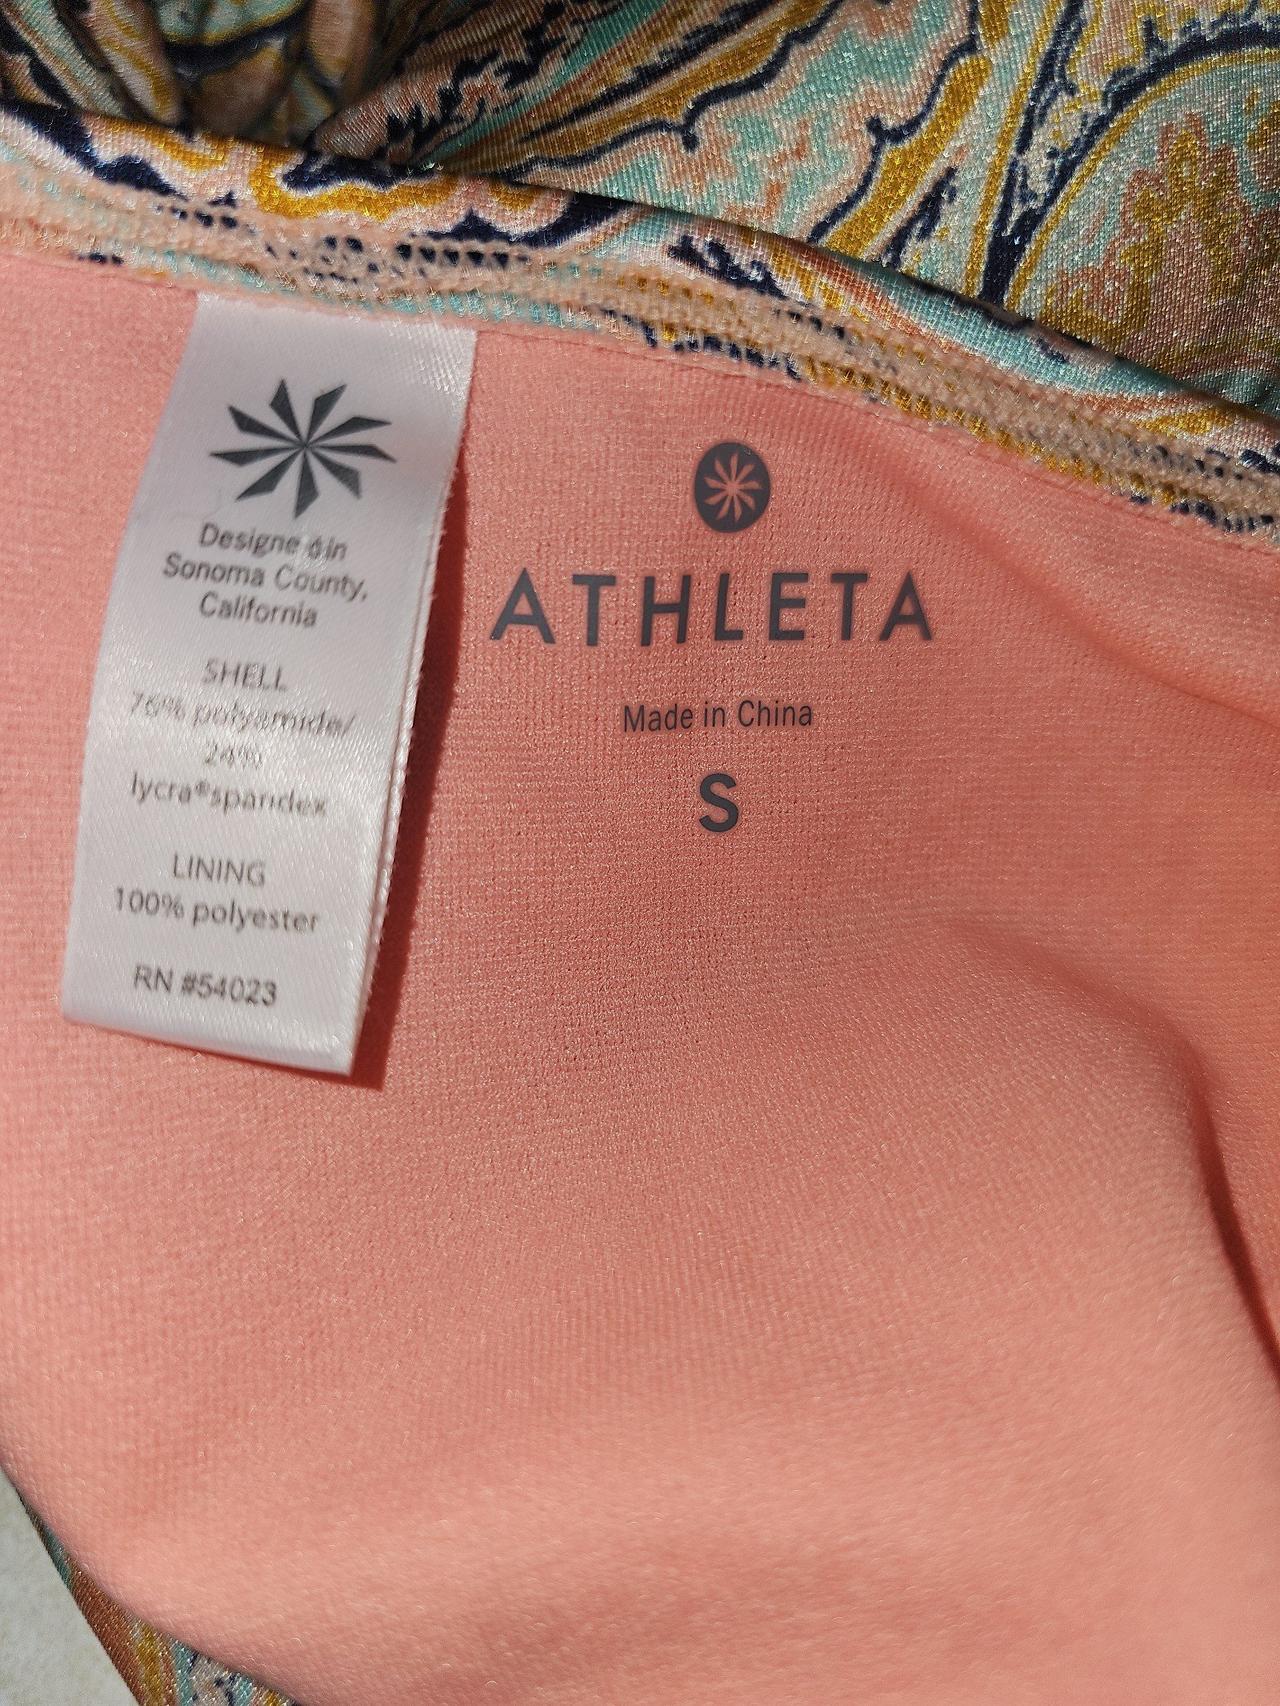 Designed in
Sonoma County,
California
SHELL
76% polyamide/
24%
lycra®spandex
LINING
100% polyester
RN #54023
ATHLETA
Made in China
S